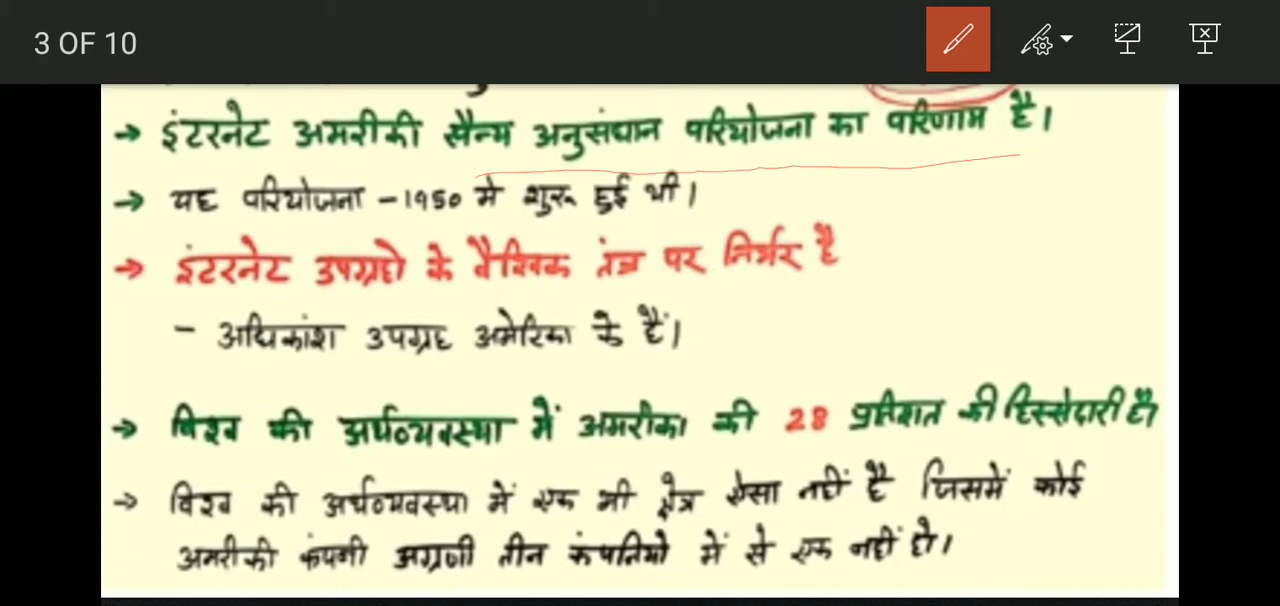 3 OF 10
→ इंटरनेट अमरीकी सैन्य अनुसंधान परियोजना का परिणाम है।
→ यह परियोजना - 1950 मे शुरू हुई थी।
→ इंटरनेट उपग्रहो के वैश्विक तंत्र पर निर्भर है
- अधिकांश उपग्रह अमेरिका के हैं।
→ विश्व की अर्थव्यवस्था में अमरीका की 28 प्रतिशत की हिस्सेदारी है।
→ विश्व की अर्थव्यवस्था में एक भी क्षेत्र ऐसा नहीं है जिसमें कोई
अमरीकी कंपनी अग्रणी तीन कंपनियो में से एक नहीं हो।